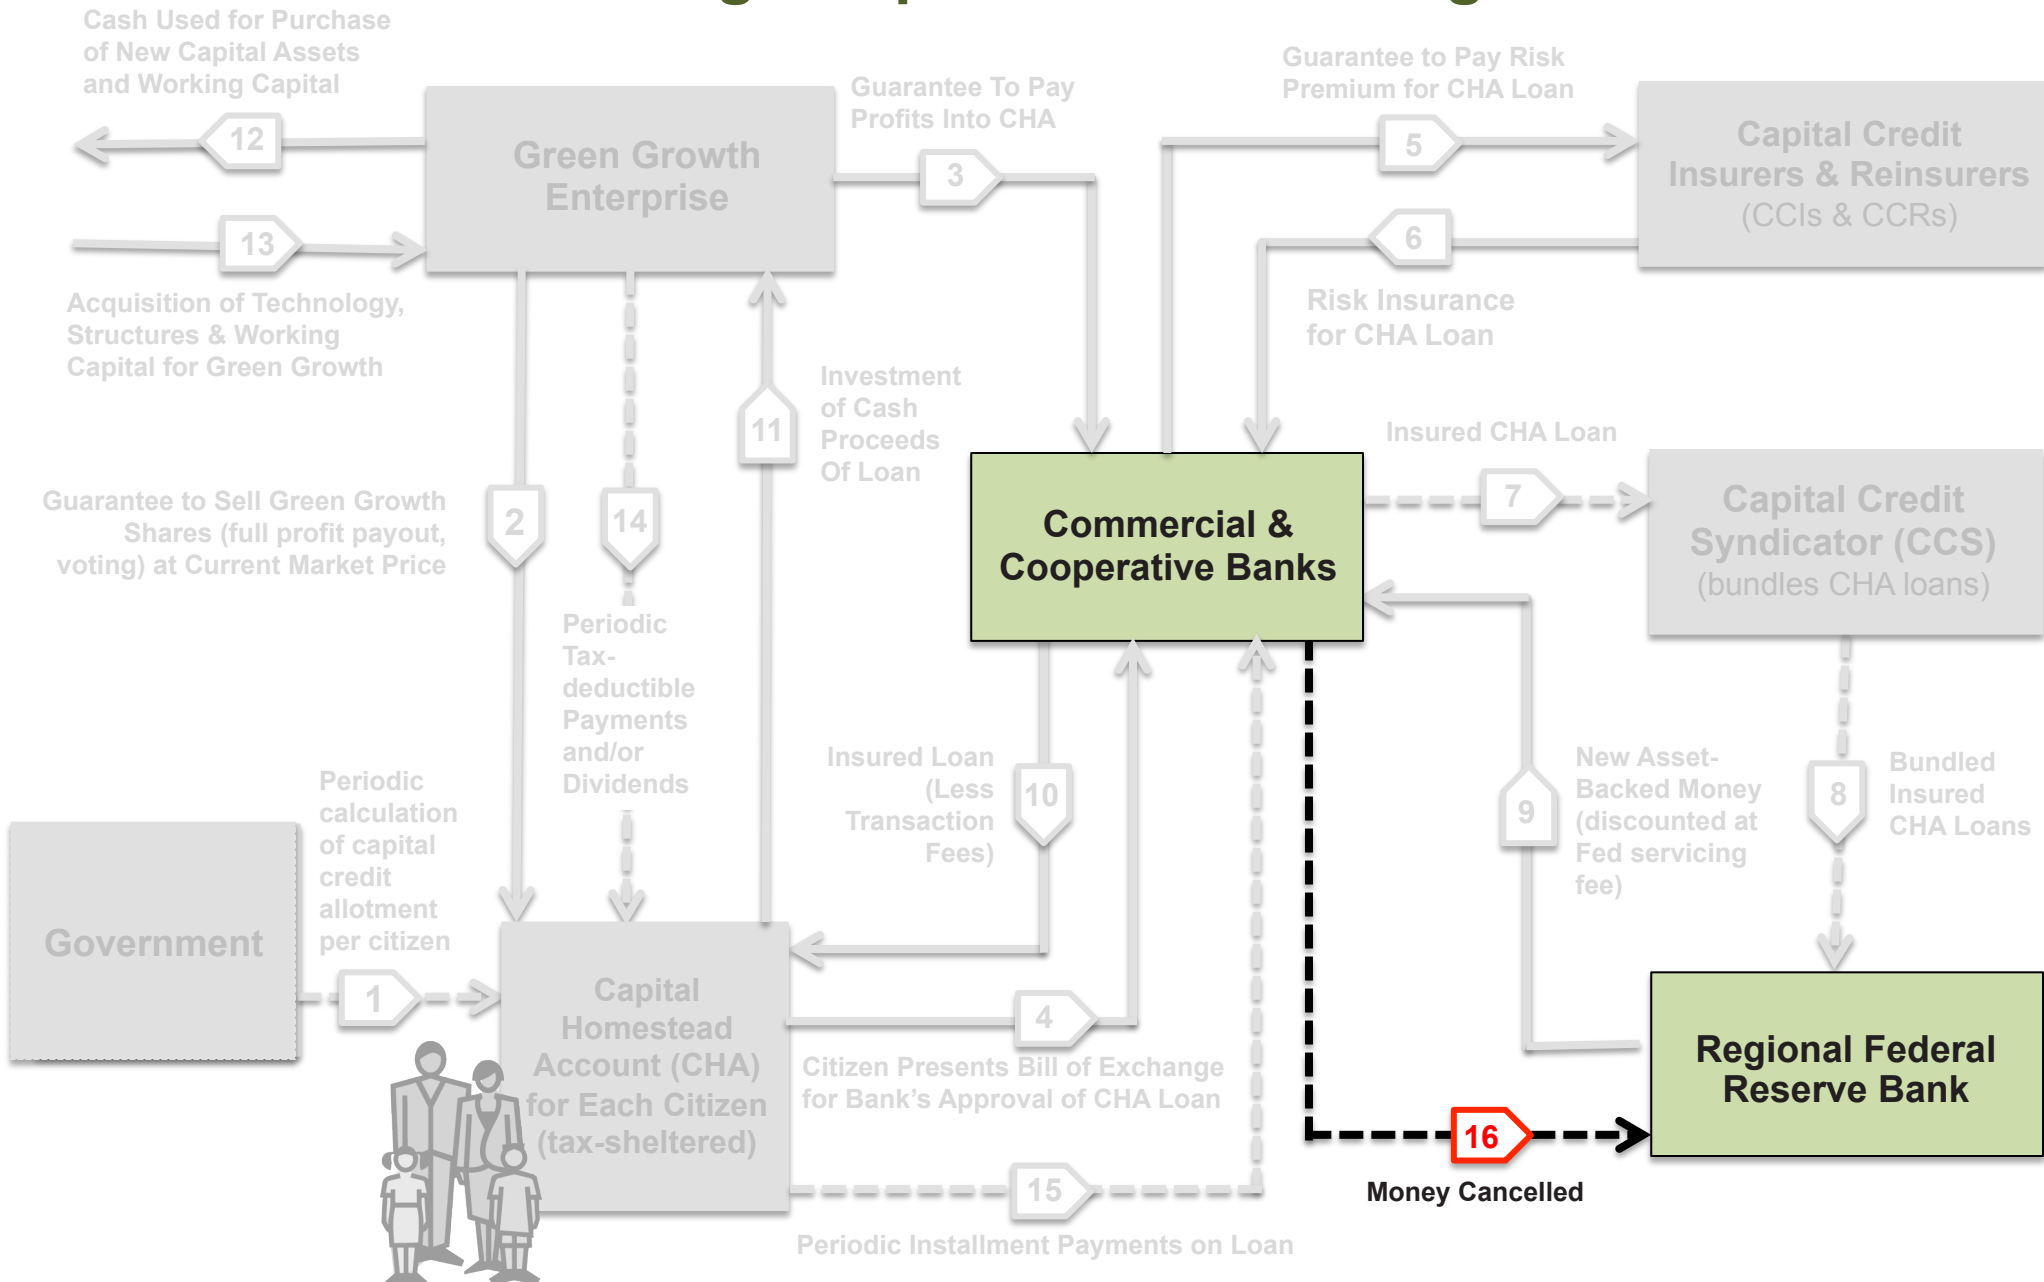 Cash Used for Purchase
of New Capital Assets
and Working Capital
12
Green Growth
Enterprise
Guarantee To Pay
Profits Into CHA
3
Guarantee to Pay Risk
Premium for CHA Loan
5
Capital Credit
Insurers & Reinsurers
(CCIs & CCRs)
13
6
Acquisition of Technology,
Structures & Working
Capital for Green Growth
Risk Insurance
for CHA Loan
Investment
of Cash
Proceeds
Of Loan
11
Insured CHA Loan
7
Guarantee to Sell Green Growth
Shares (full profit payout,
voting) at Current Market Price
2
14
Commercial &
Cooperative Banks
Capital Credit
Syndicator (CCS)
(bundles CHA loans)
Periodic
Tax-
deductible
Payments
and/or
Dividends
Insured Loan
(Less
Transaction
Fees)
10
9
New Asset-
Backed Money
(discounted at
Fed servicing
fee)
8
Bundled
Insured
CHA Loans
Government
Periodic
calculation
of capital
credit
allotment
per citizen
1
Capital
Homestead
Account (CHA)
for Each Citizen
(tax-sheltered)
4
Citizen Presents Bill of Exchange
for Bank's Approval of CHA Loan
Regional Federal
Reserve Bank
16
Money Cancelled
15
Periodic Installment Payments on Loan